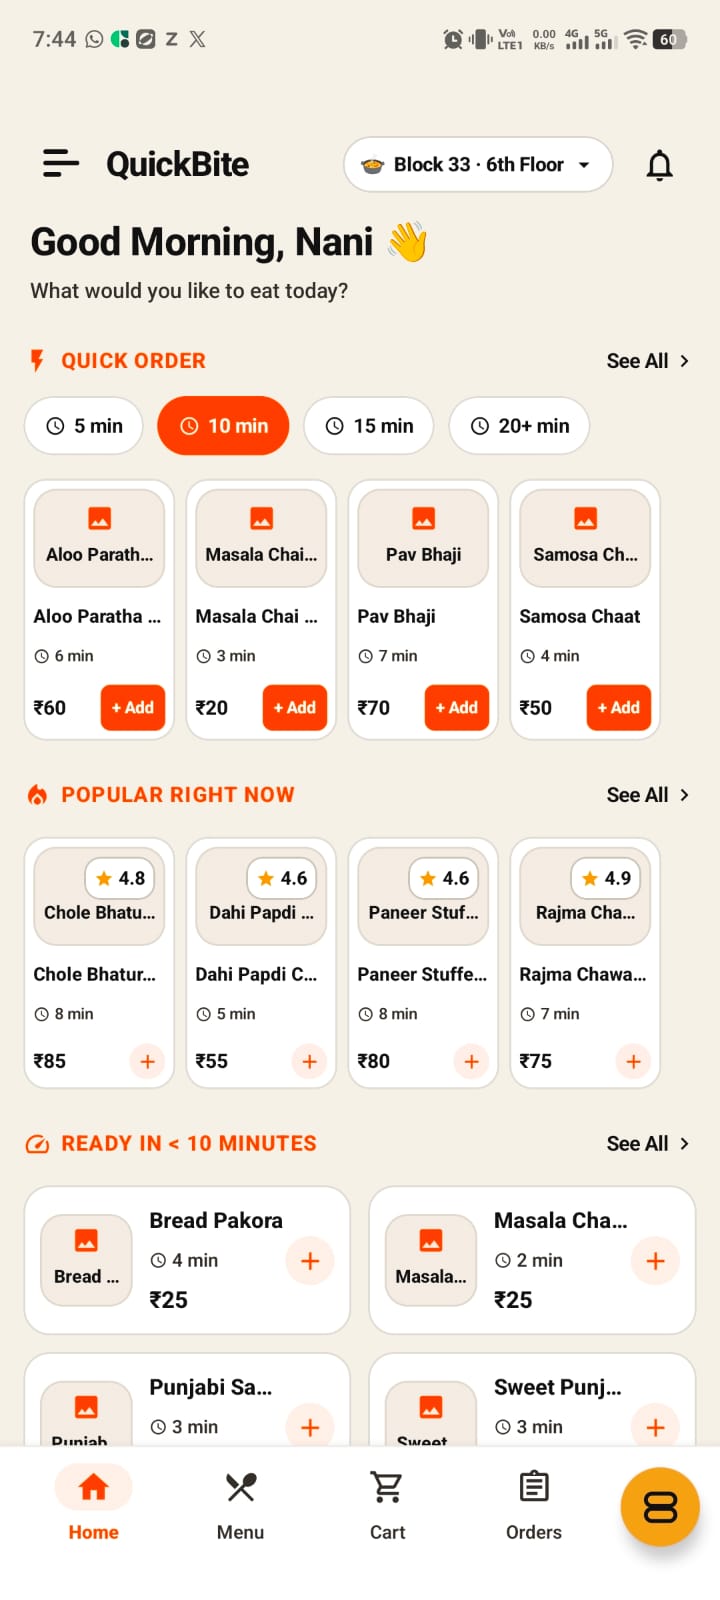 7:44 Z X Vo) LTE1 0.00 KB/s 4G 5G 60
QuickBite
Block 33 · 6th Floor
Good Morning, Nani 👋
What would you like to eat today?
QUICK ORDER See All
5 min 10 min 15 min 20+ min
Aloo Parath... Masala Chai... Pav Bhaji Samosa Ch...
Aloo Paratha ... Masala Chai ... Pav Bhaji Samosa Chaat
6 min 3 min 7 min 4 min
₹60 + Add ₹20 + Add ₹70 + Add ₹50 + Add
POPULAR RIGHT NOW See All
4.8 4.6 4.6 4.9
Chole Bhatu... Dahi Papdi ... Paneer Stuf... Rajma Cha...
Chole Bhatur... Dahi Papdi C... Paneer Stuffe... Rajma Chawa...
8 min 5 min 8 min 7 min
₹85 + ₹55 + ₹80 + ₹75 +
READY IN < 10 MINUTES See All
Bread Pakora Masala Cha...
4 min + 2 min +
Bread ... Masala...
₹25 ₹25
Punjabi Sa... Sweet Punj...
3 min + 3 min +
Punjab Sweet
Home Menu Cart Orders